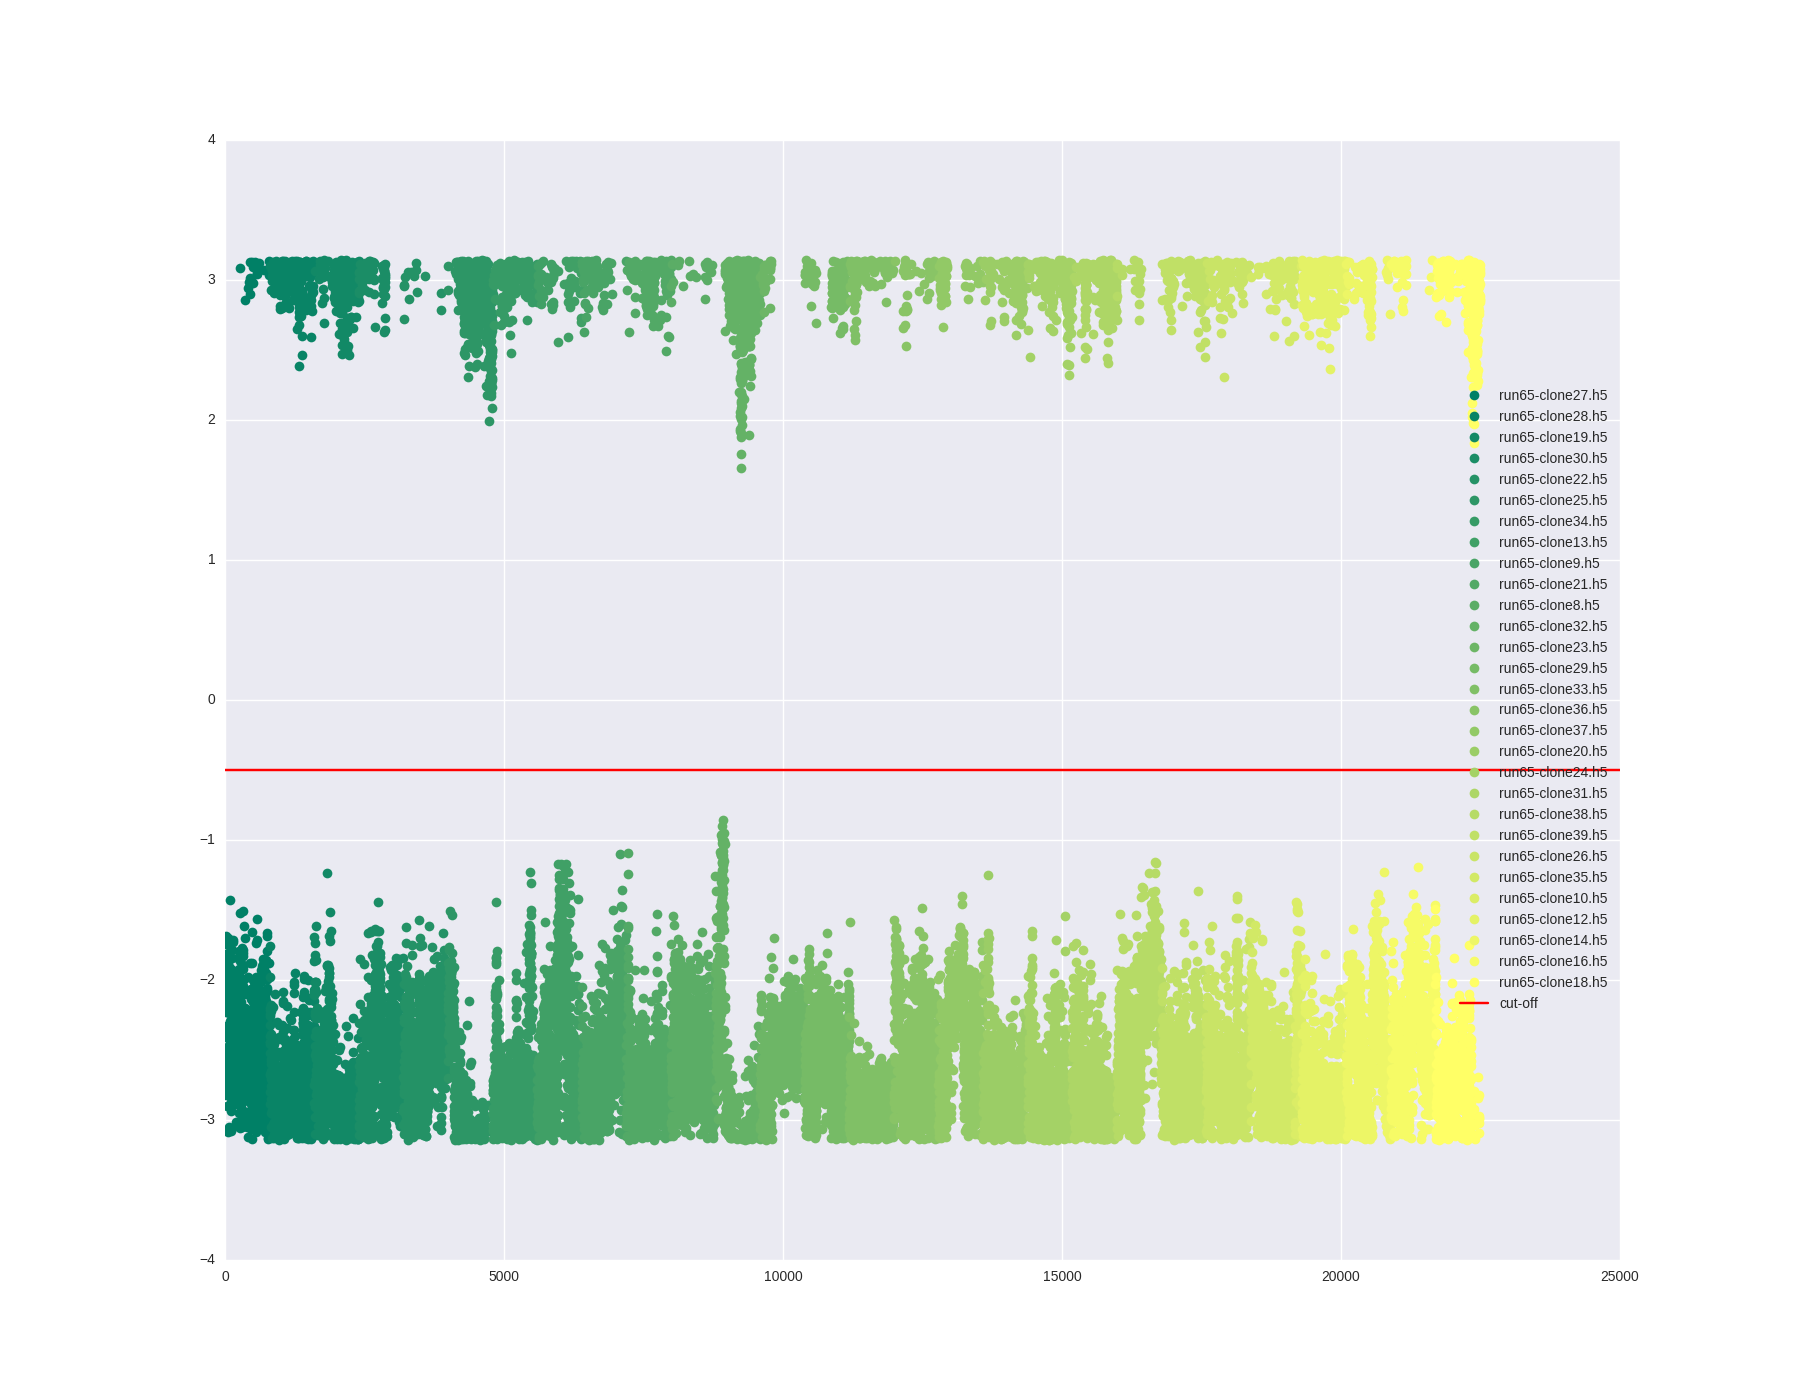 4
3
2
1
0
−1
−2
−3
−4
0
5000
10000
15000
20000
25000
run65-clone27.h5
run65-clone28.h5
run65-clone19.h5
run65-clone30.h5
run65-clone22.h5
run65-clone25.h5
run65-clone34.h5
run65-clone13.h5
run65-clone9.h5
run65-clone21.h5
run65-clone8.h5
run65-clone32.h5
run65-clone23.h5
run65-clone29.h5
run65-clone33.h5
run65-clone36.h5
run65-clone37.h5
run65-clone20.h5
run65-clone24.h5
run65-clone31.h5
run65-clone38.h5
run65-clone39.h5
run65-clone26.h5
run65-clone35.h5
run65-clone10.h5
run65-clone12.h5
run65-clone14.h5
run65-clone16.h5
run65-clone18.h5
cut-off